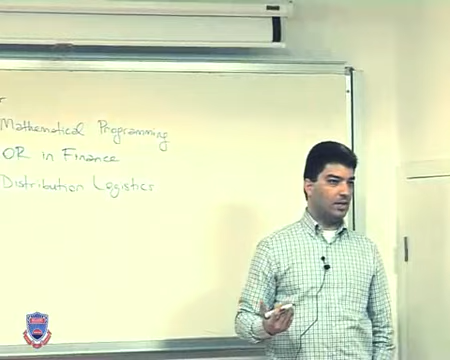 Mathematical Programming
OR in Finance
Distribution Logistics